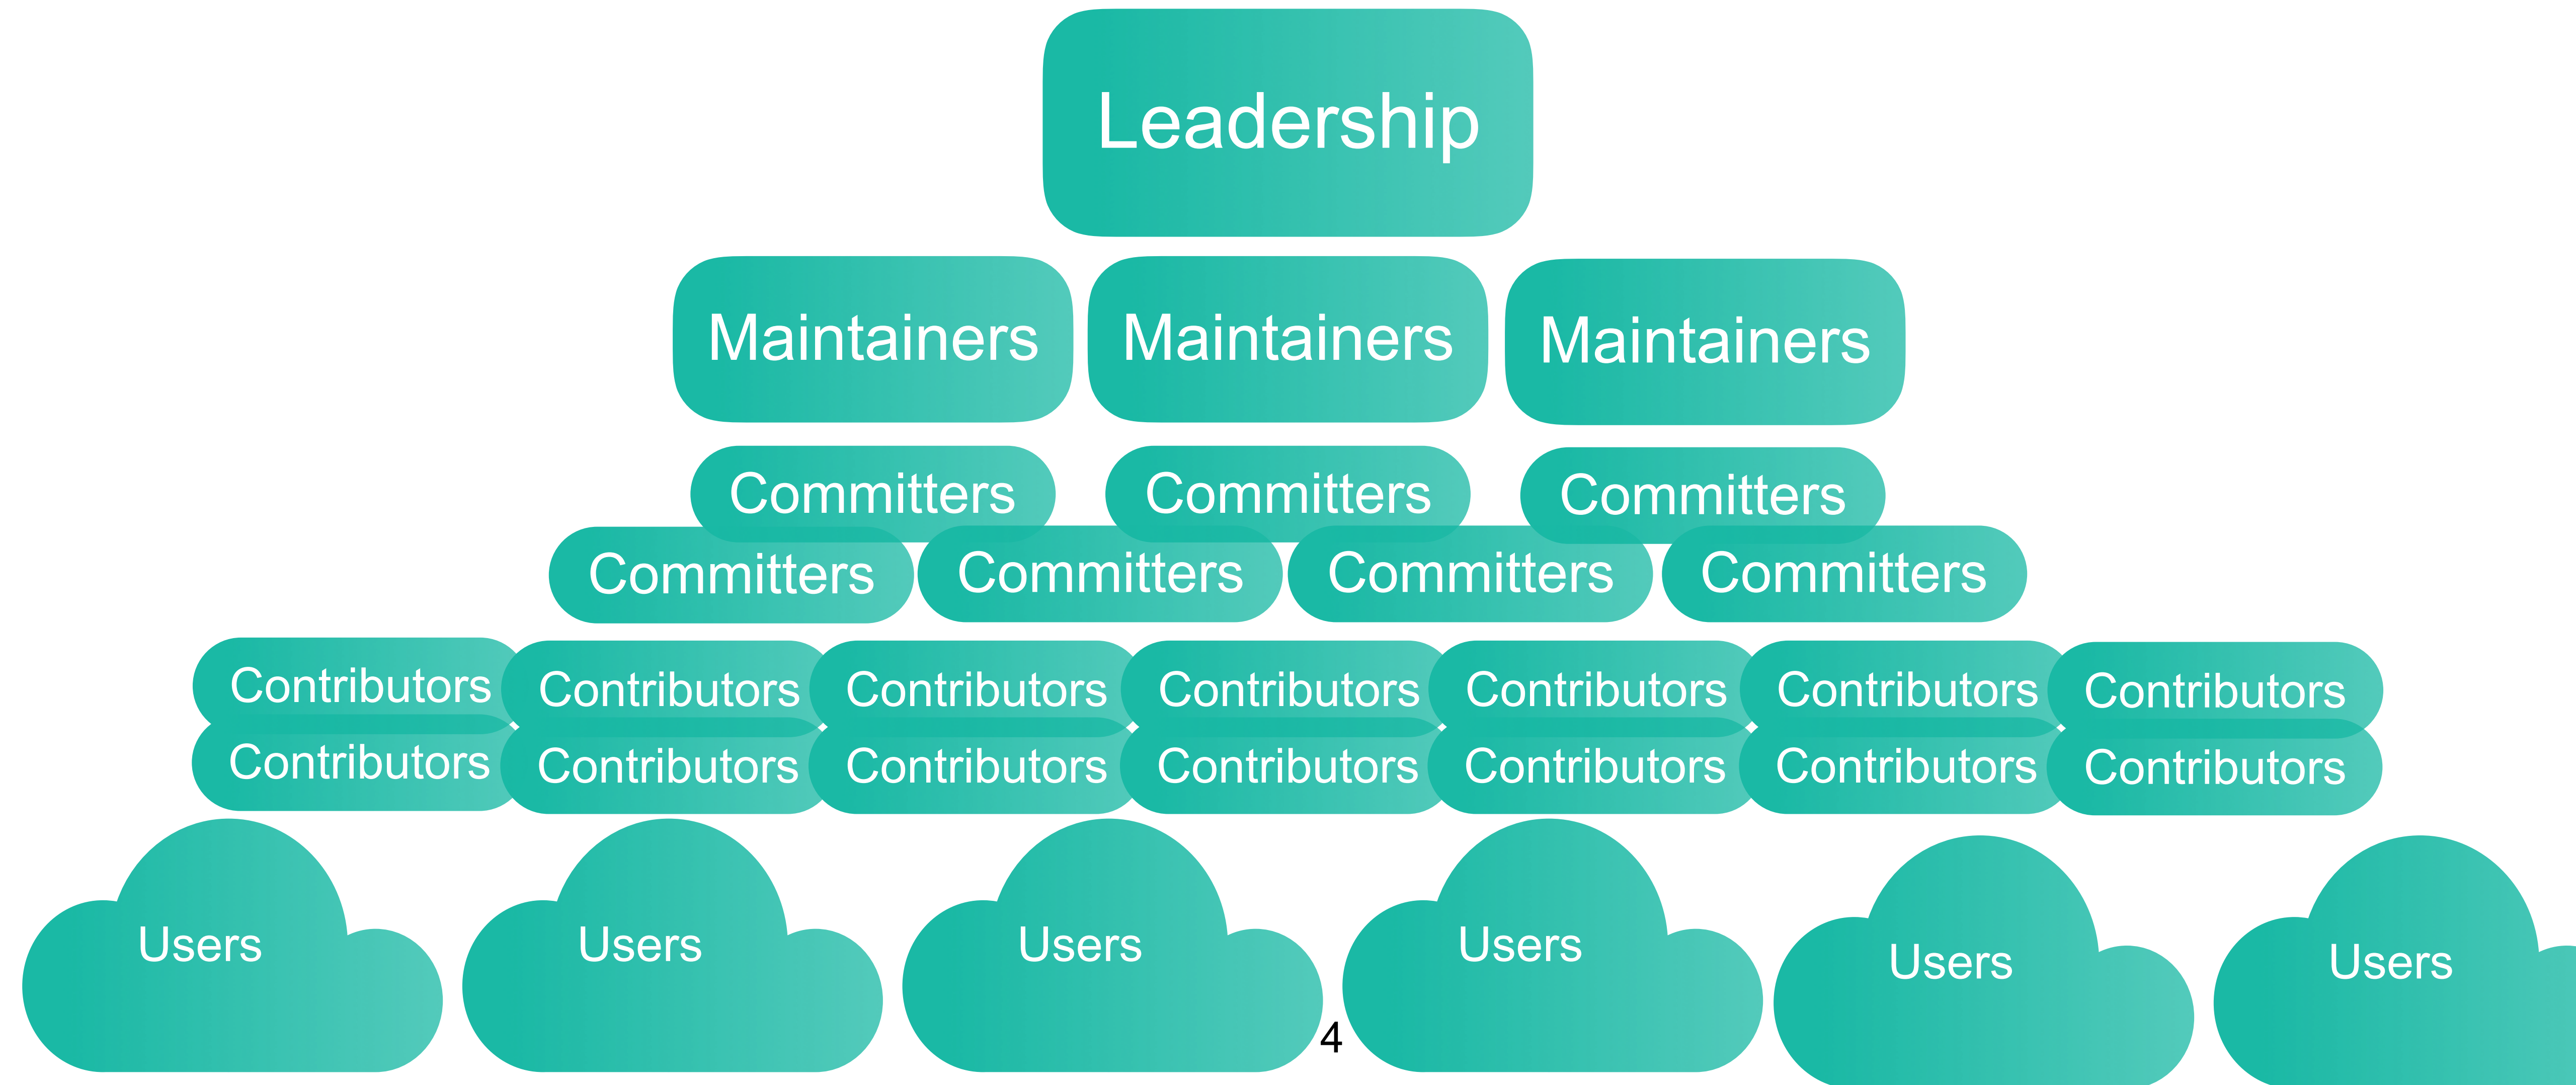 Leadership
Maintainers Maintainers Maintainers
Committers Committers Committers
Committers Committers Committers Committers
Contributors Contributors Contributors Contributors Contributors Contributors Contributors
Contributors Contributors Contributors Contributors Contributors Contributors Contributors
Users Users Users Users Users Users
4